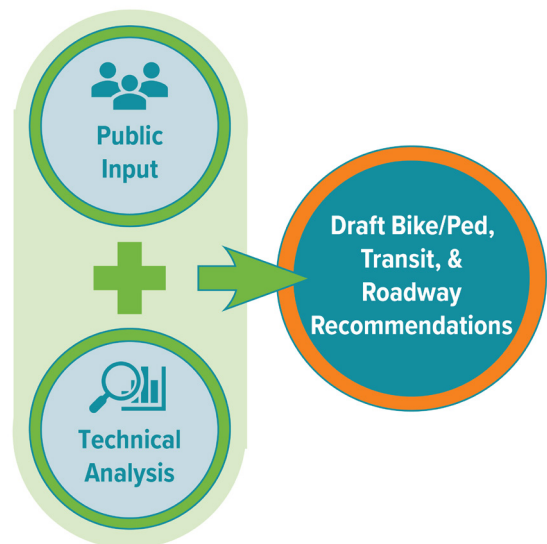 Public
Input
Technical
Analysis
Draft Bike/Ped,
Transit, &
Roadway
Recommendations